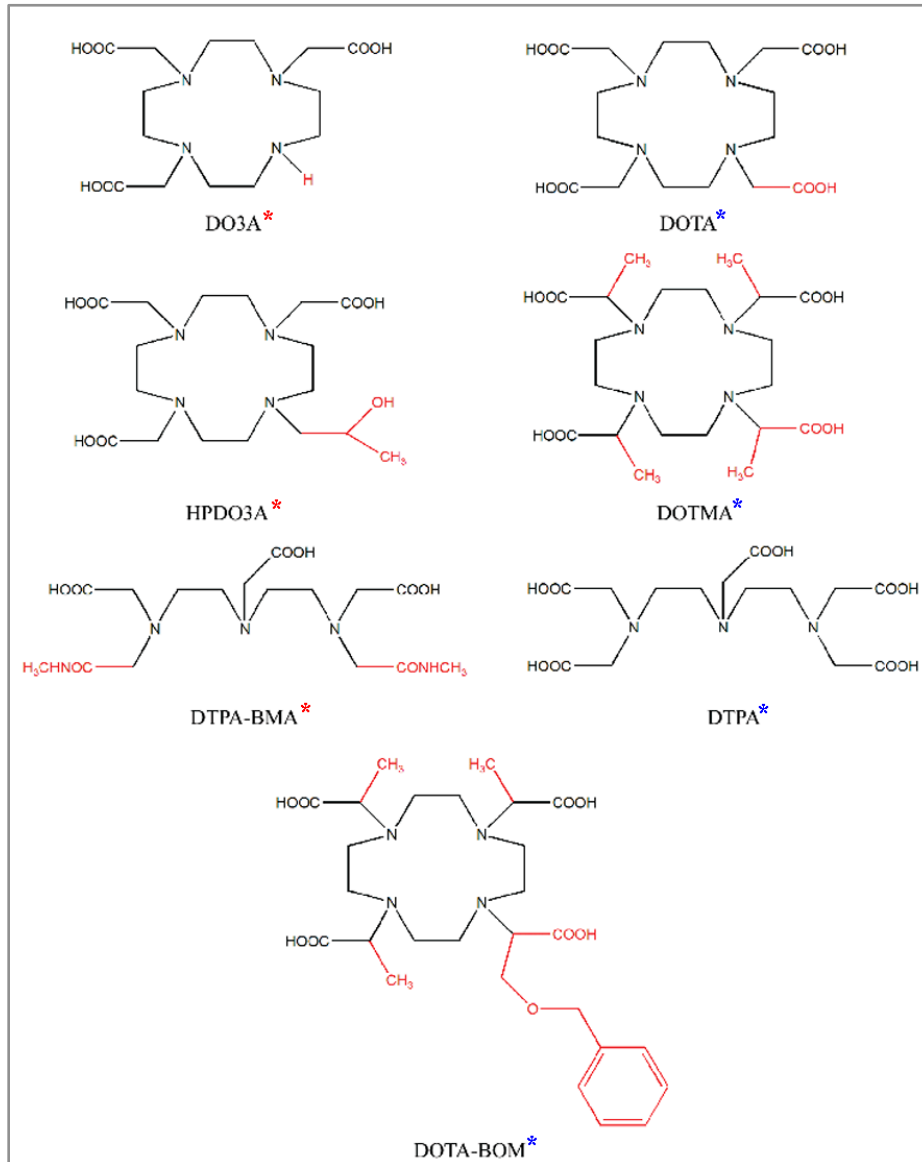 HOOC COOH HOOC COOH
N N N N
N N N N
HOOC H HOOC COOH
DO3A* DOTA*
CH₃ H₃C
HOOC COOH HOOC COOH
N N N N
N N OH N N
HOOC CH₃ HOOC COOH
CH₃ H₃C
HPDO3A* DOTMA*
COOH COOH
HOOC COOH HOOC COOH
N N N N N N
H₃CHNOC CONHCH₃ HOOC COOH
DTPA-BMA* DTPA*
CH₃ H₃C
HOOC COOH
N N
N N
HOOC COOH
CH₃
O
DOTA-BOM*